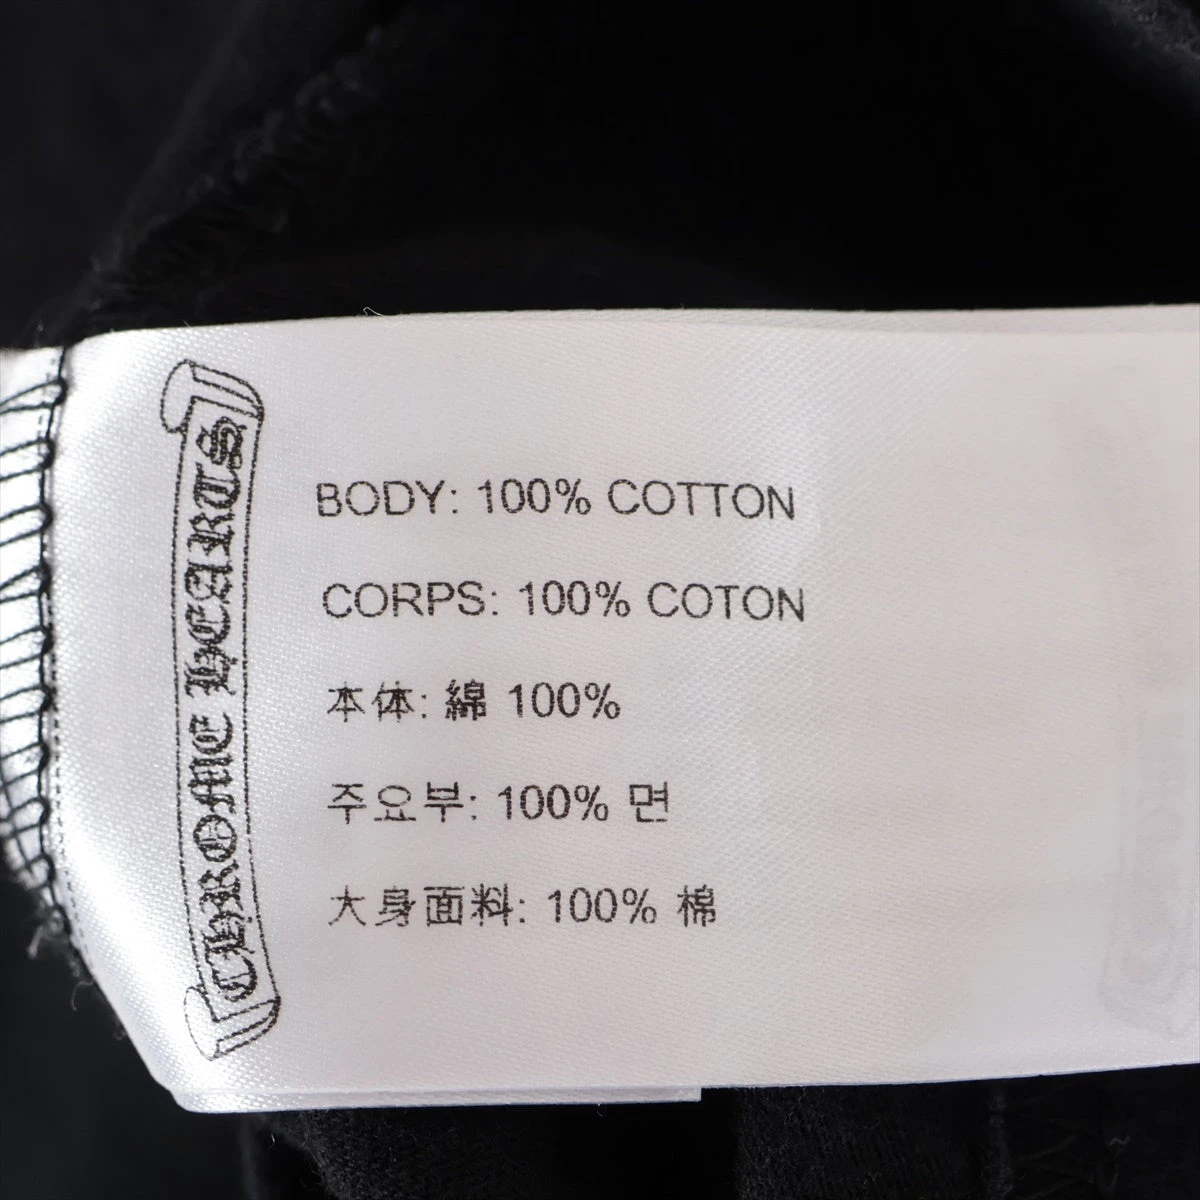 CHROME HEARTS
BODY: 100% COTTON
CORPS: 100% COTON
本体: 綿 100%
주요부: 100% 면
大身面料: 100% 棉